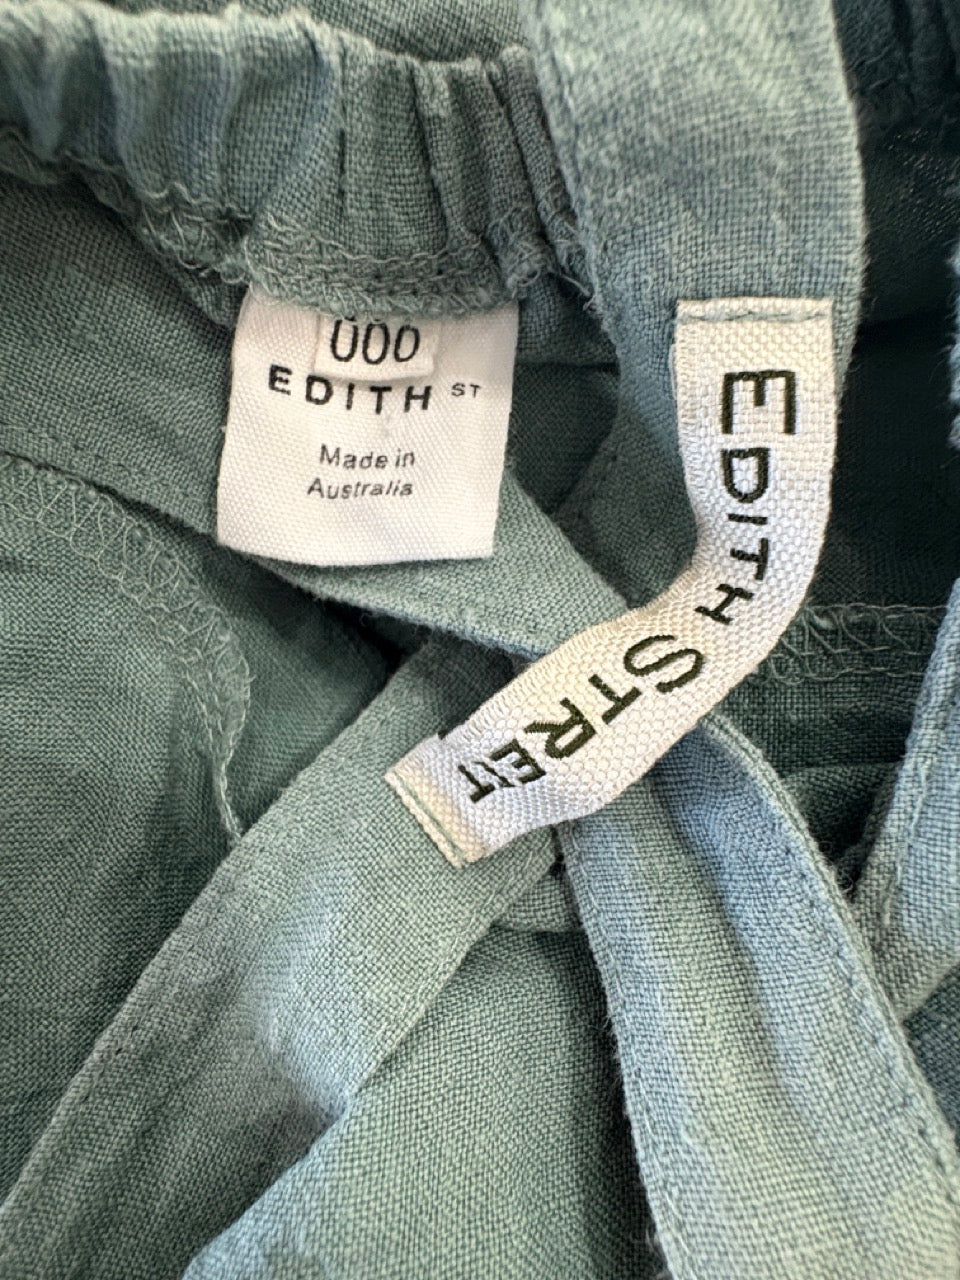 000
EDITH ST
Made in
Australia
EDITH STREET